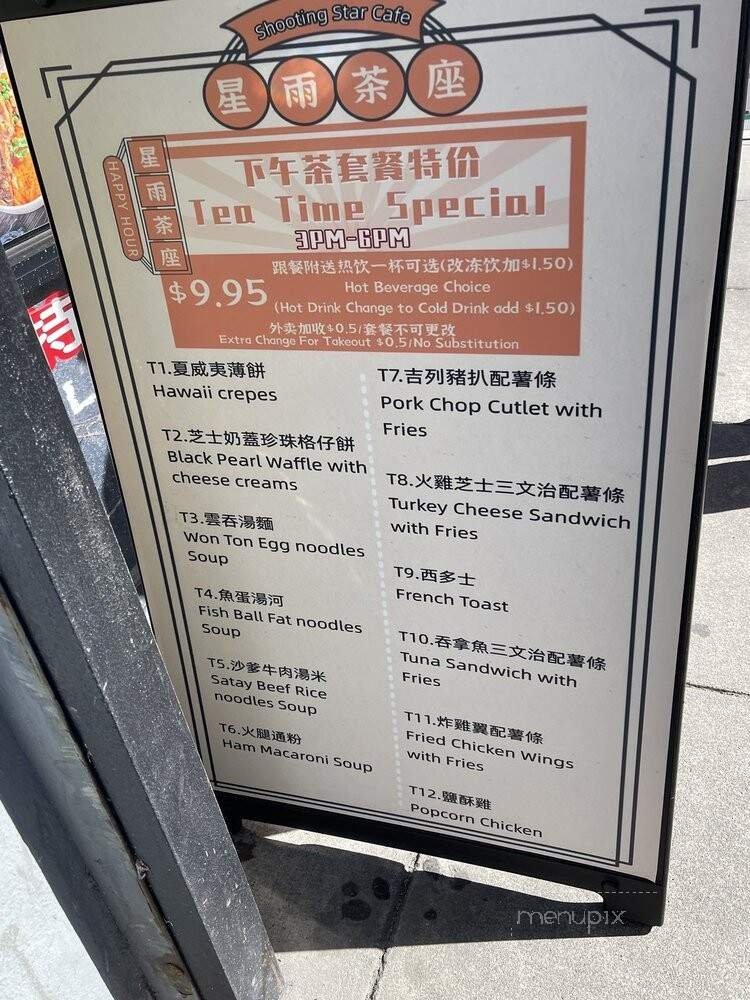 Shooting Star Cafe
星雨茶座
HAPPY HOUR
星雨茶座
下午茶套餐特价
Tea Time Special
3PM-6PM
$9.95
跟餐附送热饮一杯可选(改冻饮加$1.50)
Hot Beverage Choice
(Hot Drink Change to Cold Drink add $1.50)
外卖加收$0.5/套餐不可更改
Extra Change For Takeout $0.5/No Substitution
T1.夏威夷薄餅
Hawaii crepes
T2.芝士奶蓋珍珠格仔餅
Black Pearl Waffle with
cheese creams
T3.雲吞湯麵
Won Ton Egg noodles
Soup
T4.魚蛋湯河
Fish Ball Fat noodles
Soup
T5.沙爹牛肉湯米
Satay Beef Rice
noodles Soup
T6.火腿通粉
Ham Macaroni Soup
T7.吉列豬扒配薯條
Pork Chop Cutlet with
Fries
T8.火雞芝士三文治配薯條
Turkey Cheese Sandwich
with Fries
T9.西多士
French Toast
T10.吞拿魚三文治配薯條
Tuna Sandwich with
Fries
T11.炸雞翼配薯條
Fried Chicken Wings
with Fries
T12.鹽酥雞
Popcorn Chicken
menupix